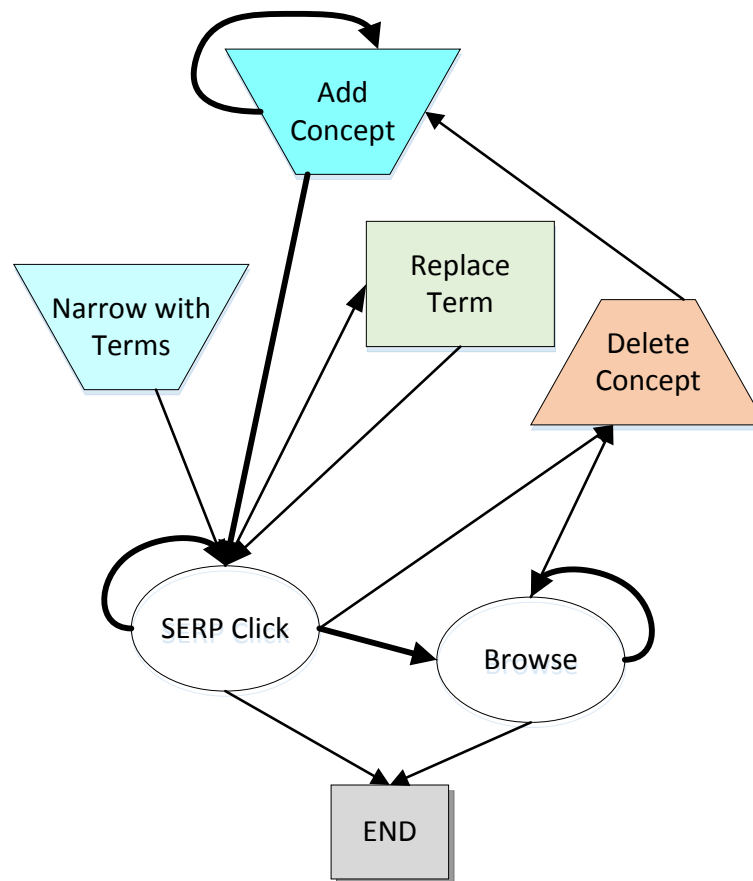 Add
Concept
Replace
Term
Narrow with
Terms
Delete
Concept
SERP Click
Browse
END